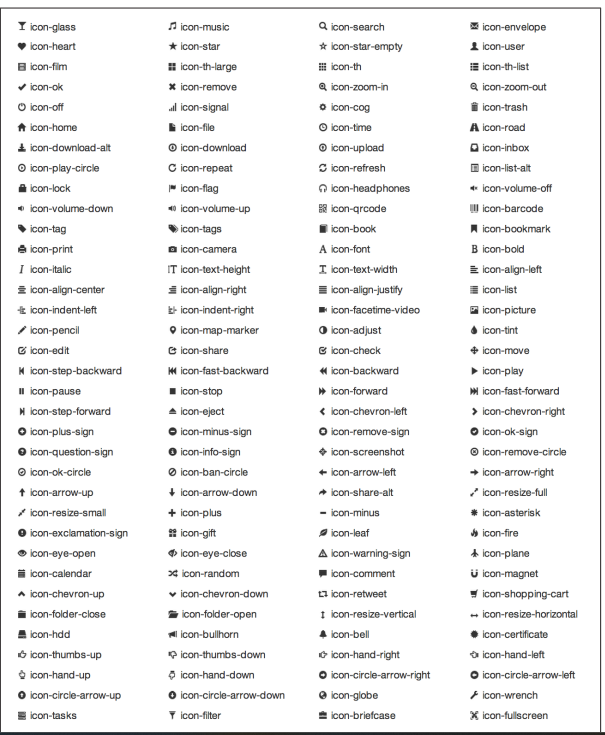 icon-glass icon-music icon-search icon-envelope
icon-heart icon-star icon-star-empty icon-user
icon-film icon-th-large icon-th icon-th-list
icon-ok icon-remove icon-zoom-in icon-zoom-out
icon-off icon-signal icon-cog icon-trash
icon-home icon-file icon-time icon-road
icon-download-alt icon-download icon-upload icon-inbox
icon-play-circle icon-repeat icon-refresh icon-list-alt
icon-lock icon-flag icon-headphones icon-volume-off
icon-volume-down icon-volume-up icon-qrcode icon-barcode
icon-tag icon-tags icon-book icon-bookmark
icon-print icon-camera icon-font icon-bold
icon-italic icon-text-height icon-text-width icon-align-left
icon-align-center icon-align-right icon-align-justify icon-list
icon-indent-left icon-indent-right icon-facetime-video icon-picture
icon-pencil icon-map-marker icon-adjust icon-tint
icon-edit icon-share icon-check icon-move
icon-step-backward icon-fast-backward icon-backward icon-play
icon-pause icon-stop icon-forward icon-fast-forward
icon-step-forward icon-eject icon-chevron-left icon-chevron-right
icon-plus-sign icon-minus-sign icon-remove-sign icon-ok-sign
icon-question-sign icon-info-sign icon-screenshot icon-remove-circle
icon-ok-circle icon-ban-circle icon-arrow-left icon-arrow-right
icon-arrow-up icon-arrow-down icon-share-alt icon-resize-full
icon-resize-small icon-plus icon-minus icon-asterisk
icon-exclamation-sign icon-gift icon-leaf icon-fire
icon-eye-open icon-eye-close icon-warning-sign icon-plane
icon-calendar icon-random icon-comment icon-magnet
icon-chevron-up icon-chevron-down icon-retweet icon-shopping-cart
icon-folder-close icon-folder-open icon-resize-vertical icon-resize-horizontal
icon-hdd icon-bullhorn icon-bell icon-certificate
icon-thumbs-up icon-thumbs-down icon-hand-right icon-hand-left
icon-hand-up icon-hand-down icon-circle-arrow-right icon-circle-arrow-left
icon-circle-arrow-up icon-circle-arrow-down icon-globe icon-wrench
icon-tasks icon-filter icon-briefcase icon-fullscreen